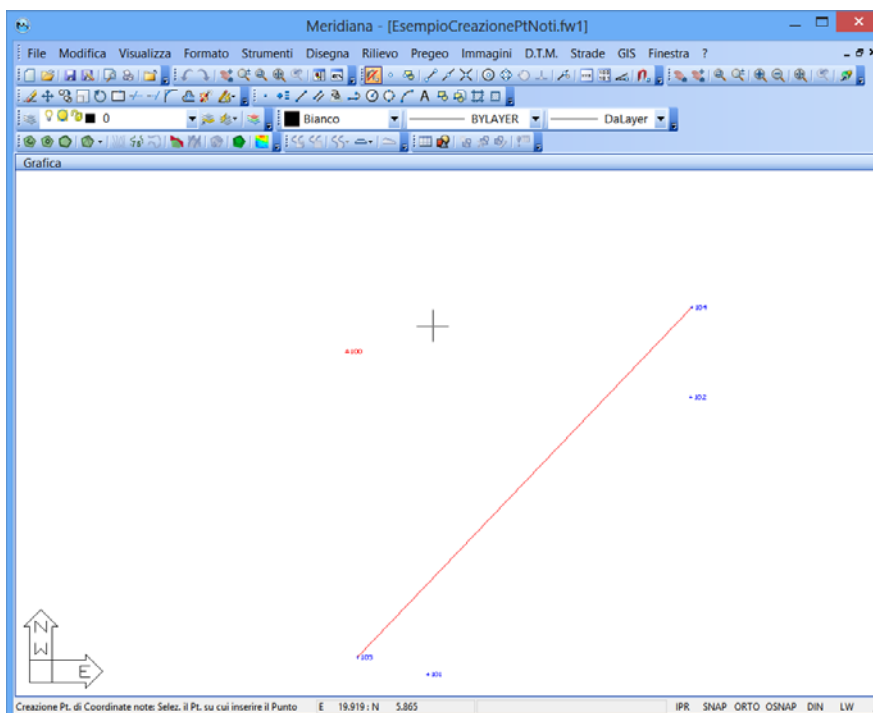 Meridiana - [EsempioCreazionePtNoti.fw1]
File Modifica Visualizza Formato Strumenti Disegna Rilievo Pregeo Immagini D.T.M. Strade GIS Finestra ?
0 Bianco BYLAYER DaLayer
Grafica
104
100
102
103
101
N
W
E
Creazione Pt. di Coordinate note: Selez. il Pt. su cui inserire il Punto E 19.919 : N 5.865 IPR SNAP ORTO OSNAP DIN LW